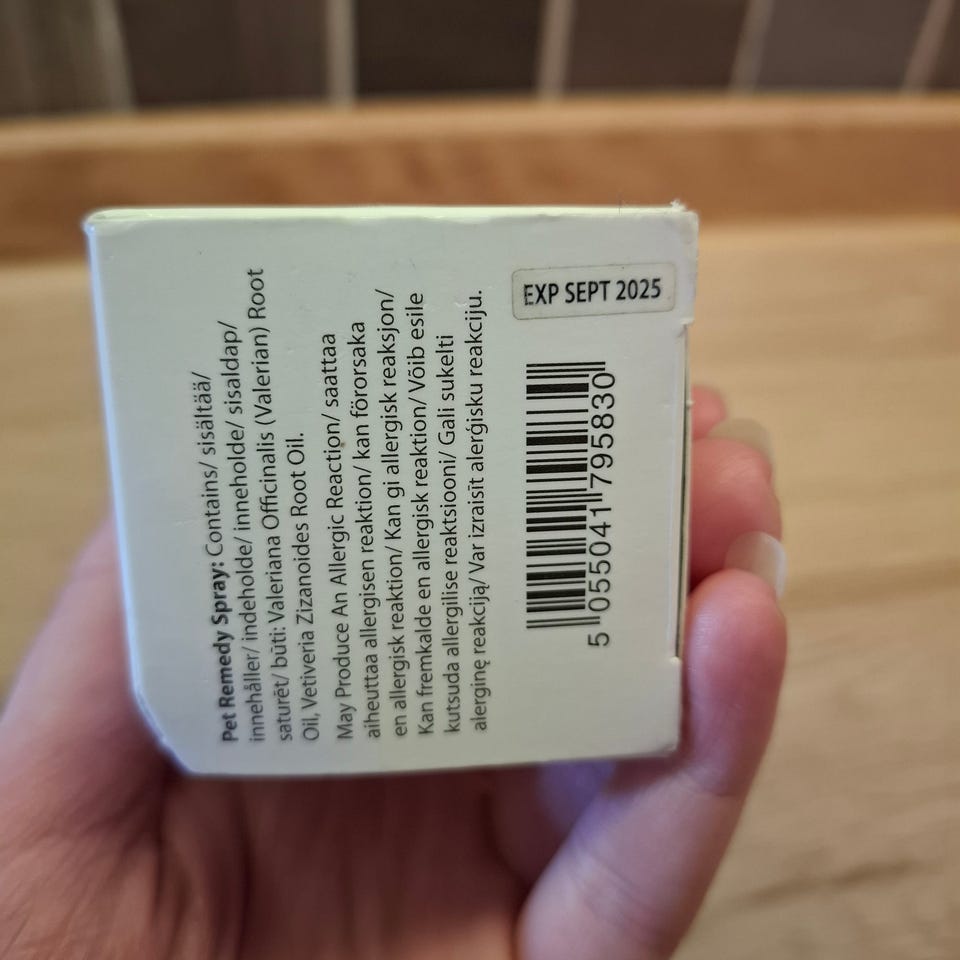 Pet Remedy Spray: Contains/ sisältää/
innehåller/ indeholde/ inneholde/ sisaldap/
saturēt/ būti: Valeriana Officinalis (Valerian) Root
Oil, Vetiveria Zizanoides Root Oil.
May Produce An Allergic Reaction/ saattaa
aiheuttaa allergisen reaktion/ kan förorsaka
en allergisk reaktion/ Kan gi allergisk reaksjon/
Kan fremkalde en allergisk reaktion/ Võib esile
kutsuda allergilise reaktsiooni/ Gali sukelti
alerginę reakciją/ Var izraisīt alerģisku reakciju.
EXP SEPT 2025
5 055041 795830